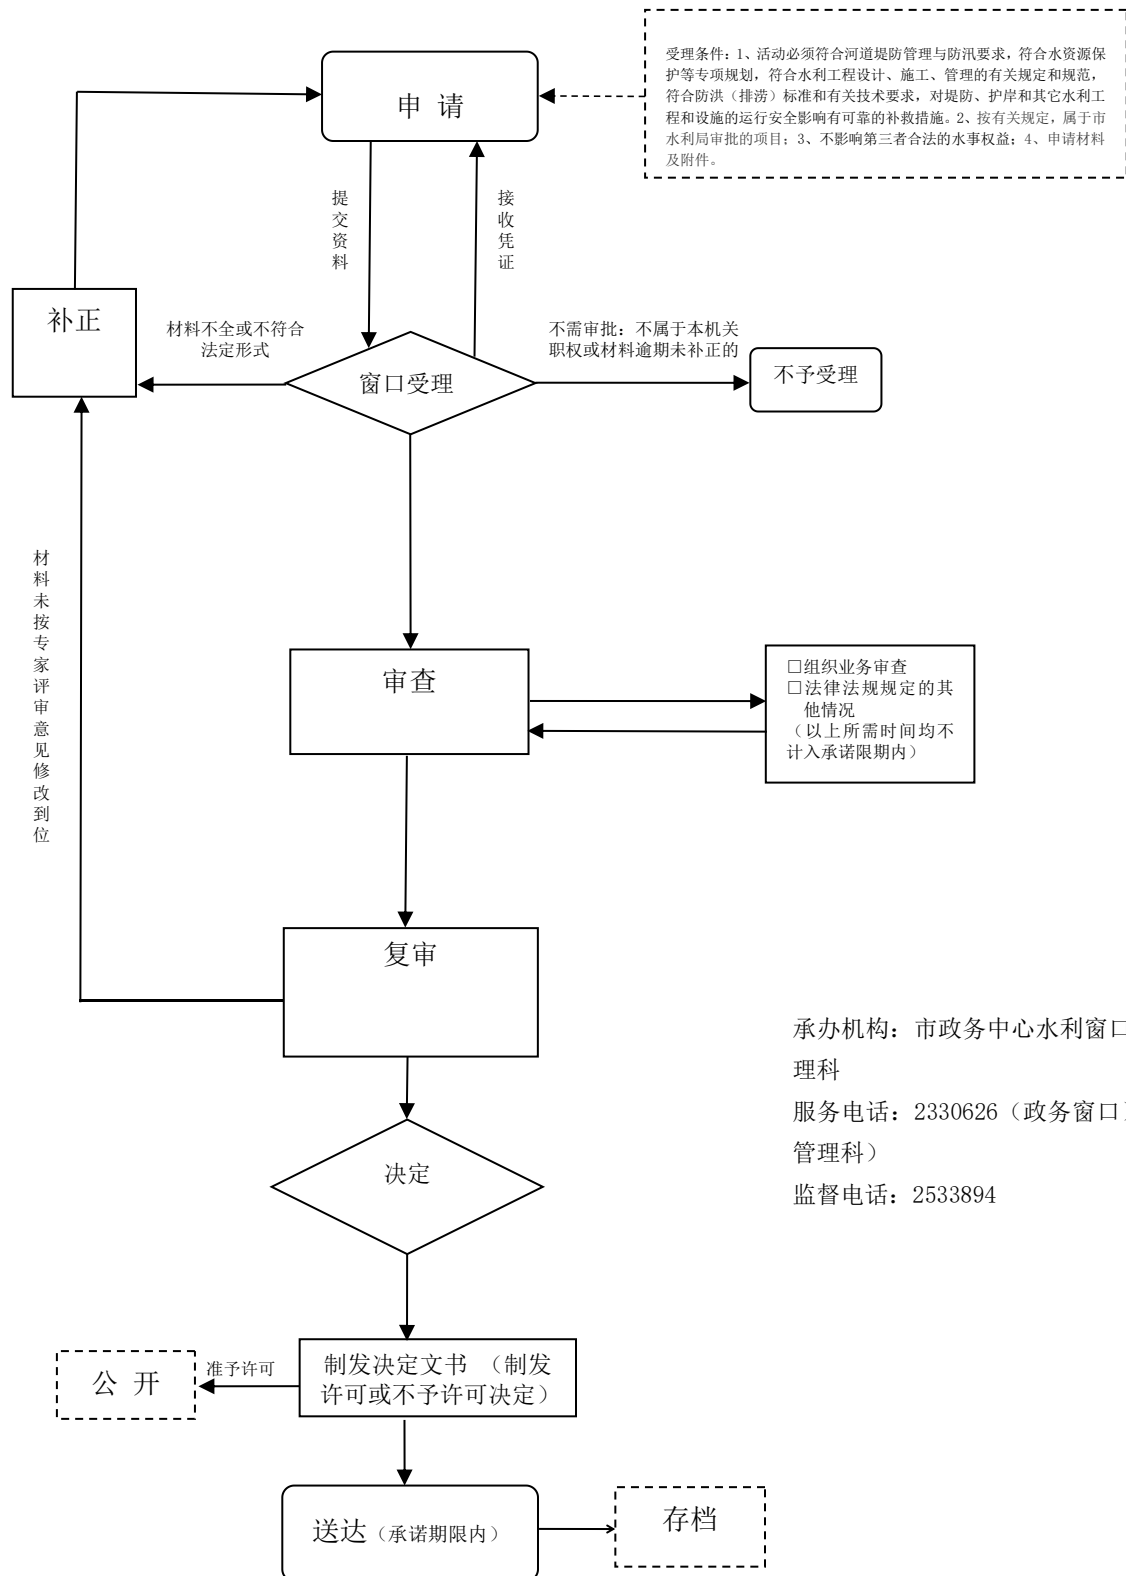 受理条件：1、活动必须符合河道堤防管理与防汛要求，符合水资源保
护等专项规划，符合水利工程设计、施工、管理的有关规定和规范，
符合防洪（排涝）标准和有关技术要求，对堤防、护岸和其它水利工
程和设施的运行安全影响有可靠的补救措施。2、按有关规定，属于市
水利局审批的项目；3、不影响第三者合法的水事权益；4、申请材料
及附件。
申 请
提交资料
接收凭证
补正
材料不全或不符合
法定形式
窗口受理
不需审批：不属于本机关
职权或材料逾期未补正的
不予受理
材料未按专家评审意见修改到位
审查
□组织业务审查
□法律法规规定的其
他情况
（以上所需时间均不
计入承诺限期内）
复审
承办机构：市政务中心水利窗口
理科
服务电话：2330626（政务窗口）
管理科）
监督电话：2533894
决定
制发决定文书 （制发
许可或不予许可决定）
准予许可
公 开
送达（承诺期限内）
存档